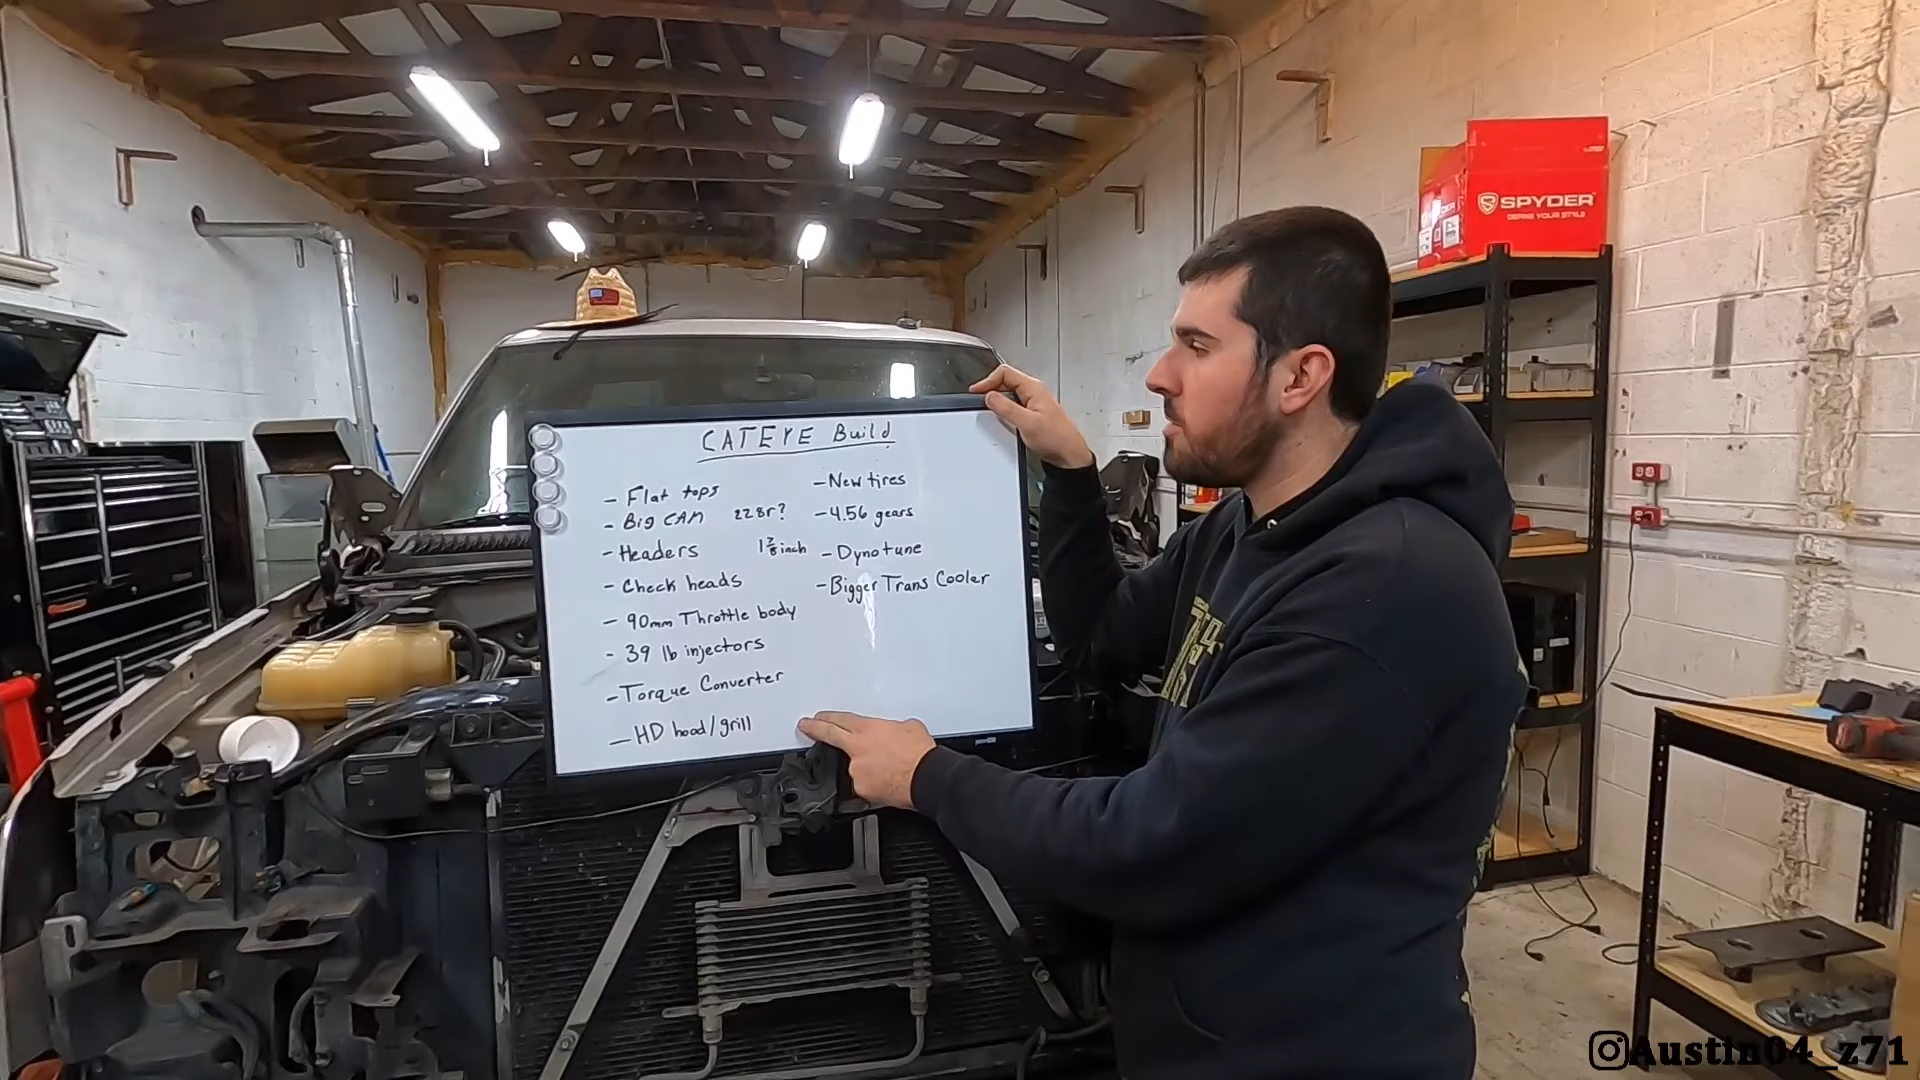 SPYDER
DEFINE YOUR STYLE
CATEYE Build
- Flat tops
- Big CAM 228r?
- Headers 1 7/8 inch
- Check heads
- 90mm Throttle body
- 39 lb injectors
- Torque Converter
- HD hood/grill
- New tires
- 4.56 gears
- Dynotune
- Bigger Trans Cooler
Austin04_z71